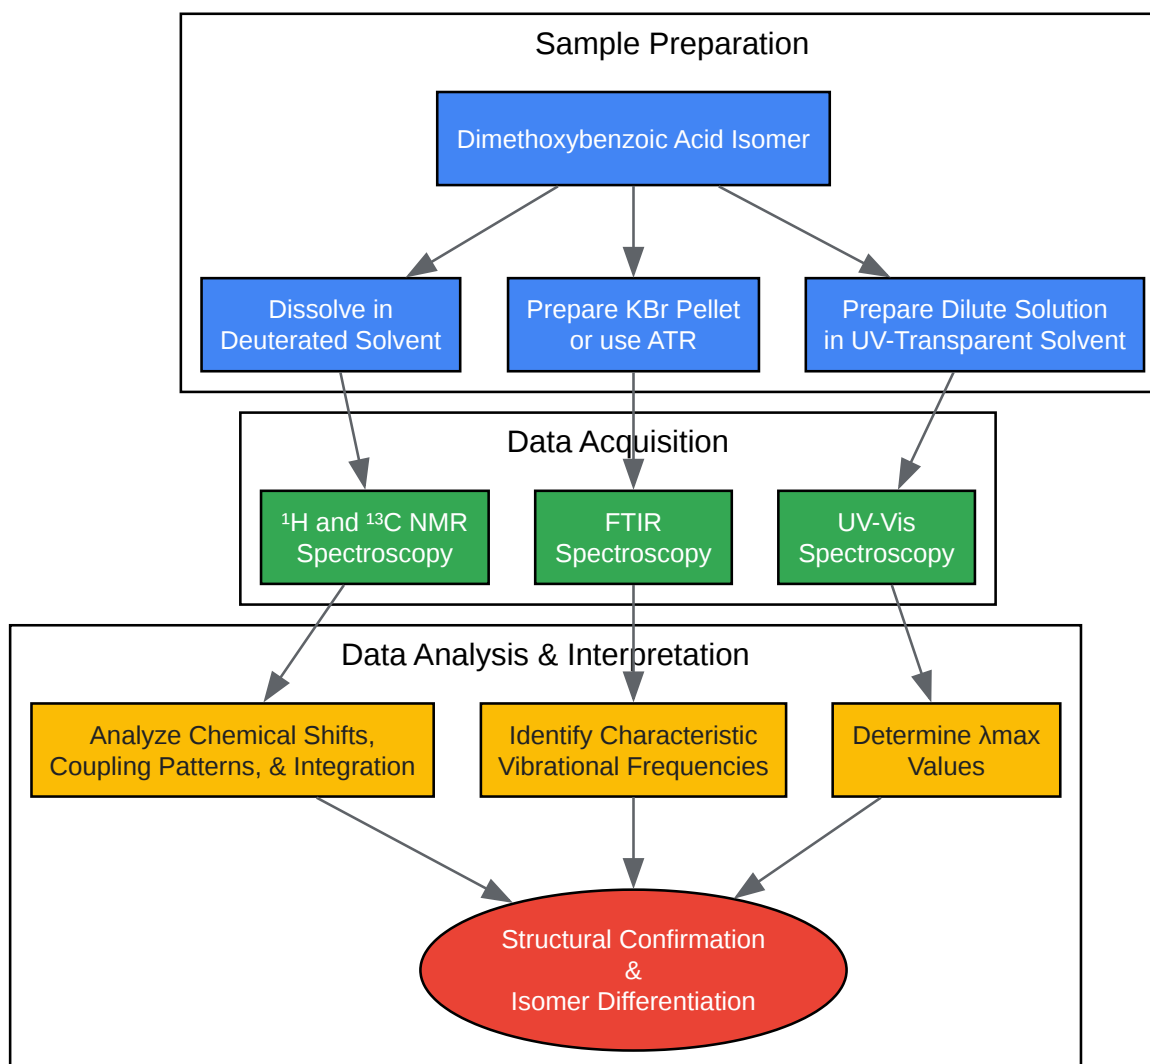 Sample Preparation
Dimethoxybenzoic Acid Isomer
Dissolve in
Deuterated Solvent
Prepare KBr Pellet
or use ATR
Prepare Dilute Solution
in UV-Transparent Solvent
Data Acquisition
¹H and ¹³C NMR
Spectroscopy
FTIR
Spectroscopy
UV-Vis
Spectroscopy
Data Analysis & Interpretation
Analyze Chemical Shifts,
Coupling Patterns, & Integration
Identify Characteristic
Vibrational Frequencies
Determine λmax
Values
Structural Confirmation
&
Isomer Differentiation